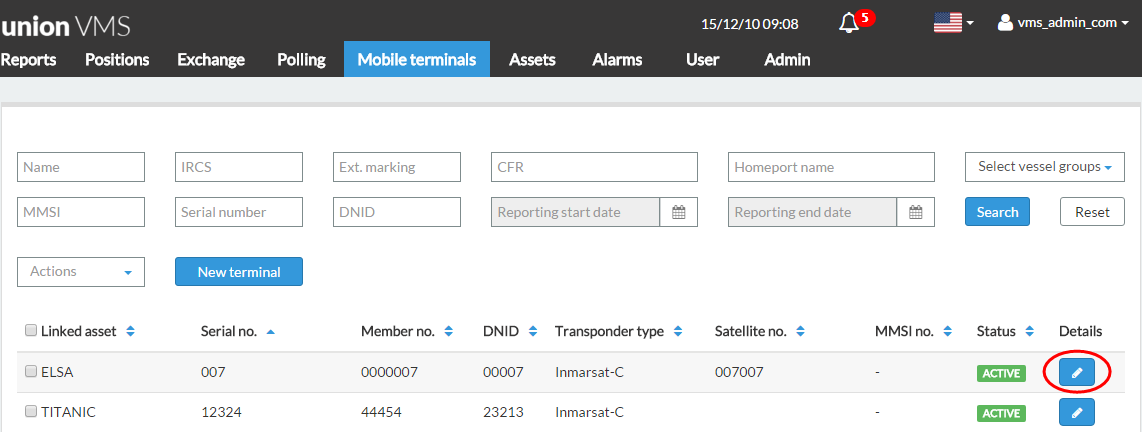 union VMS 15/12/10 09:08 5 vms_admin_com
Reports Positions Exchange Polling Mobile terminals Assets Alarms User Admin
Name IRCS Ext. marking CFR Homeport name Select vessel groups
MMSI Serial number DNID Reporting start date Reporting end date Search Reset
Actions New terminal
Linked asset Serial no. Member no. DNID Transponder type Satellite no. MMSI no. Status Details
ELSA 007 0000007 00007 Inmarsat-C 007007 - ACTIVE
TITANIC 12324 44454 23213 Inmarsat-C - ACTIVE